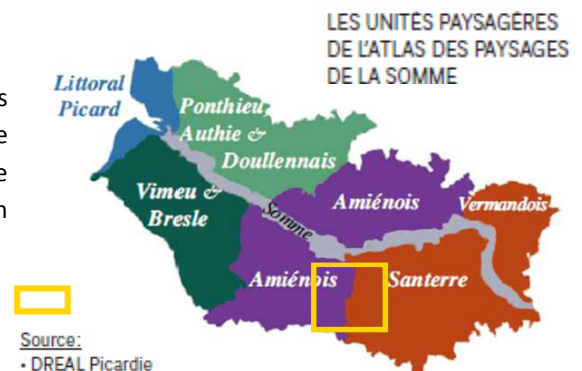 LES UNITÉS PAYSAGÈRES
DE L'ATLAS DES PAYSAGES
DE LA SOMME
s
e
e
n
Littoral
Picard
Ponthieu,
Authie &
Doullennais
Vimeu &
Bresle
Somme
Amiénois
Vermandois
Amiénois
Santerre
Source:
• DREAL Picardie